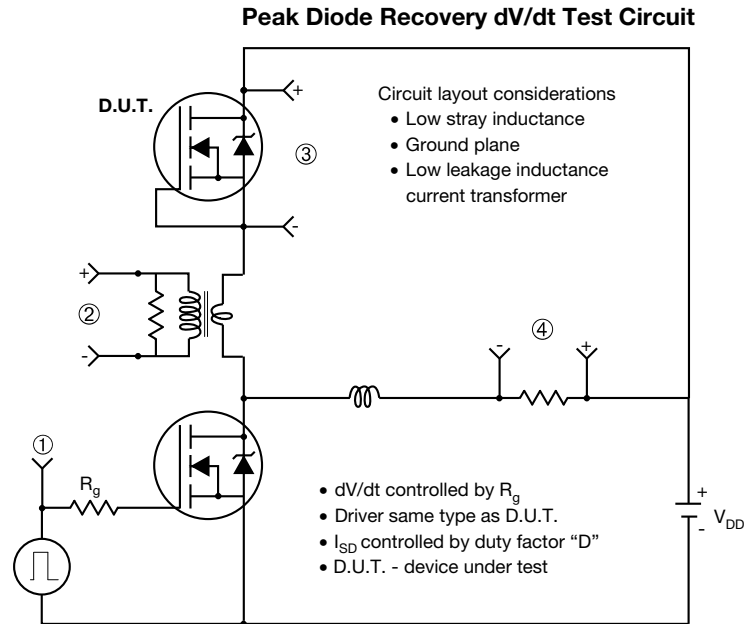 Peak Diode Recovery dV/dt Test Circuit
+
D.U.T.
Circuit layout considerations
• Low stray inductance
• Ground plane
• Low leakage inductance
current transformer
③
-
+
②
-
④
-
+
①
R_g
• dV/dt controlled by R_g
• Driver same type as D.U.T.
• I_SD controlled by duty factor “D”
• D.U.T. - device under test
+
-
V_DD